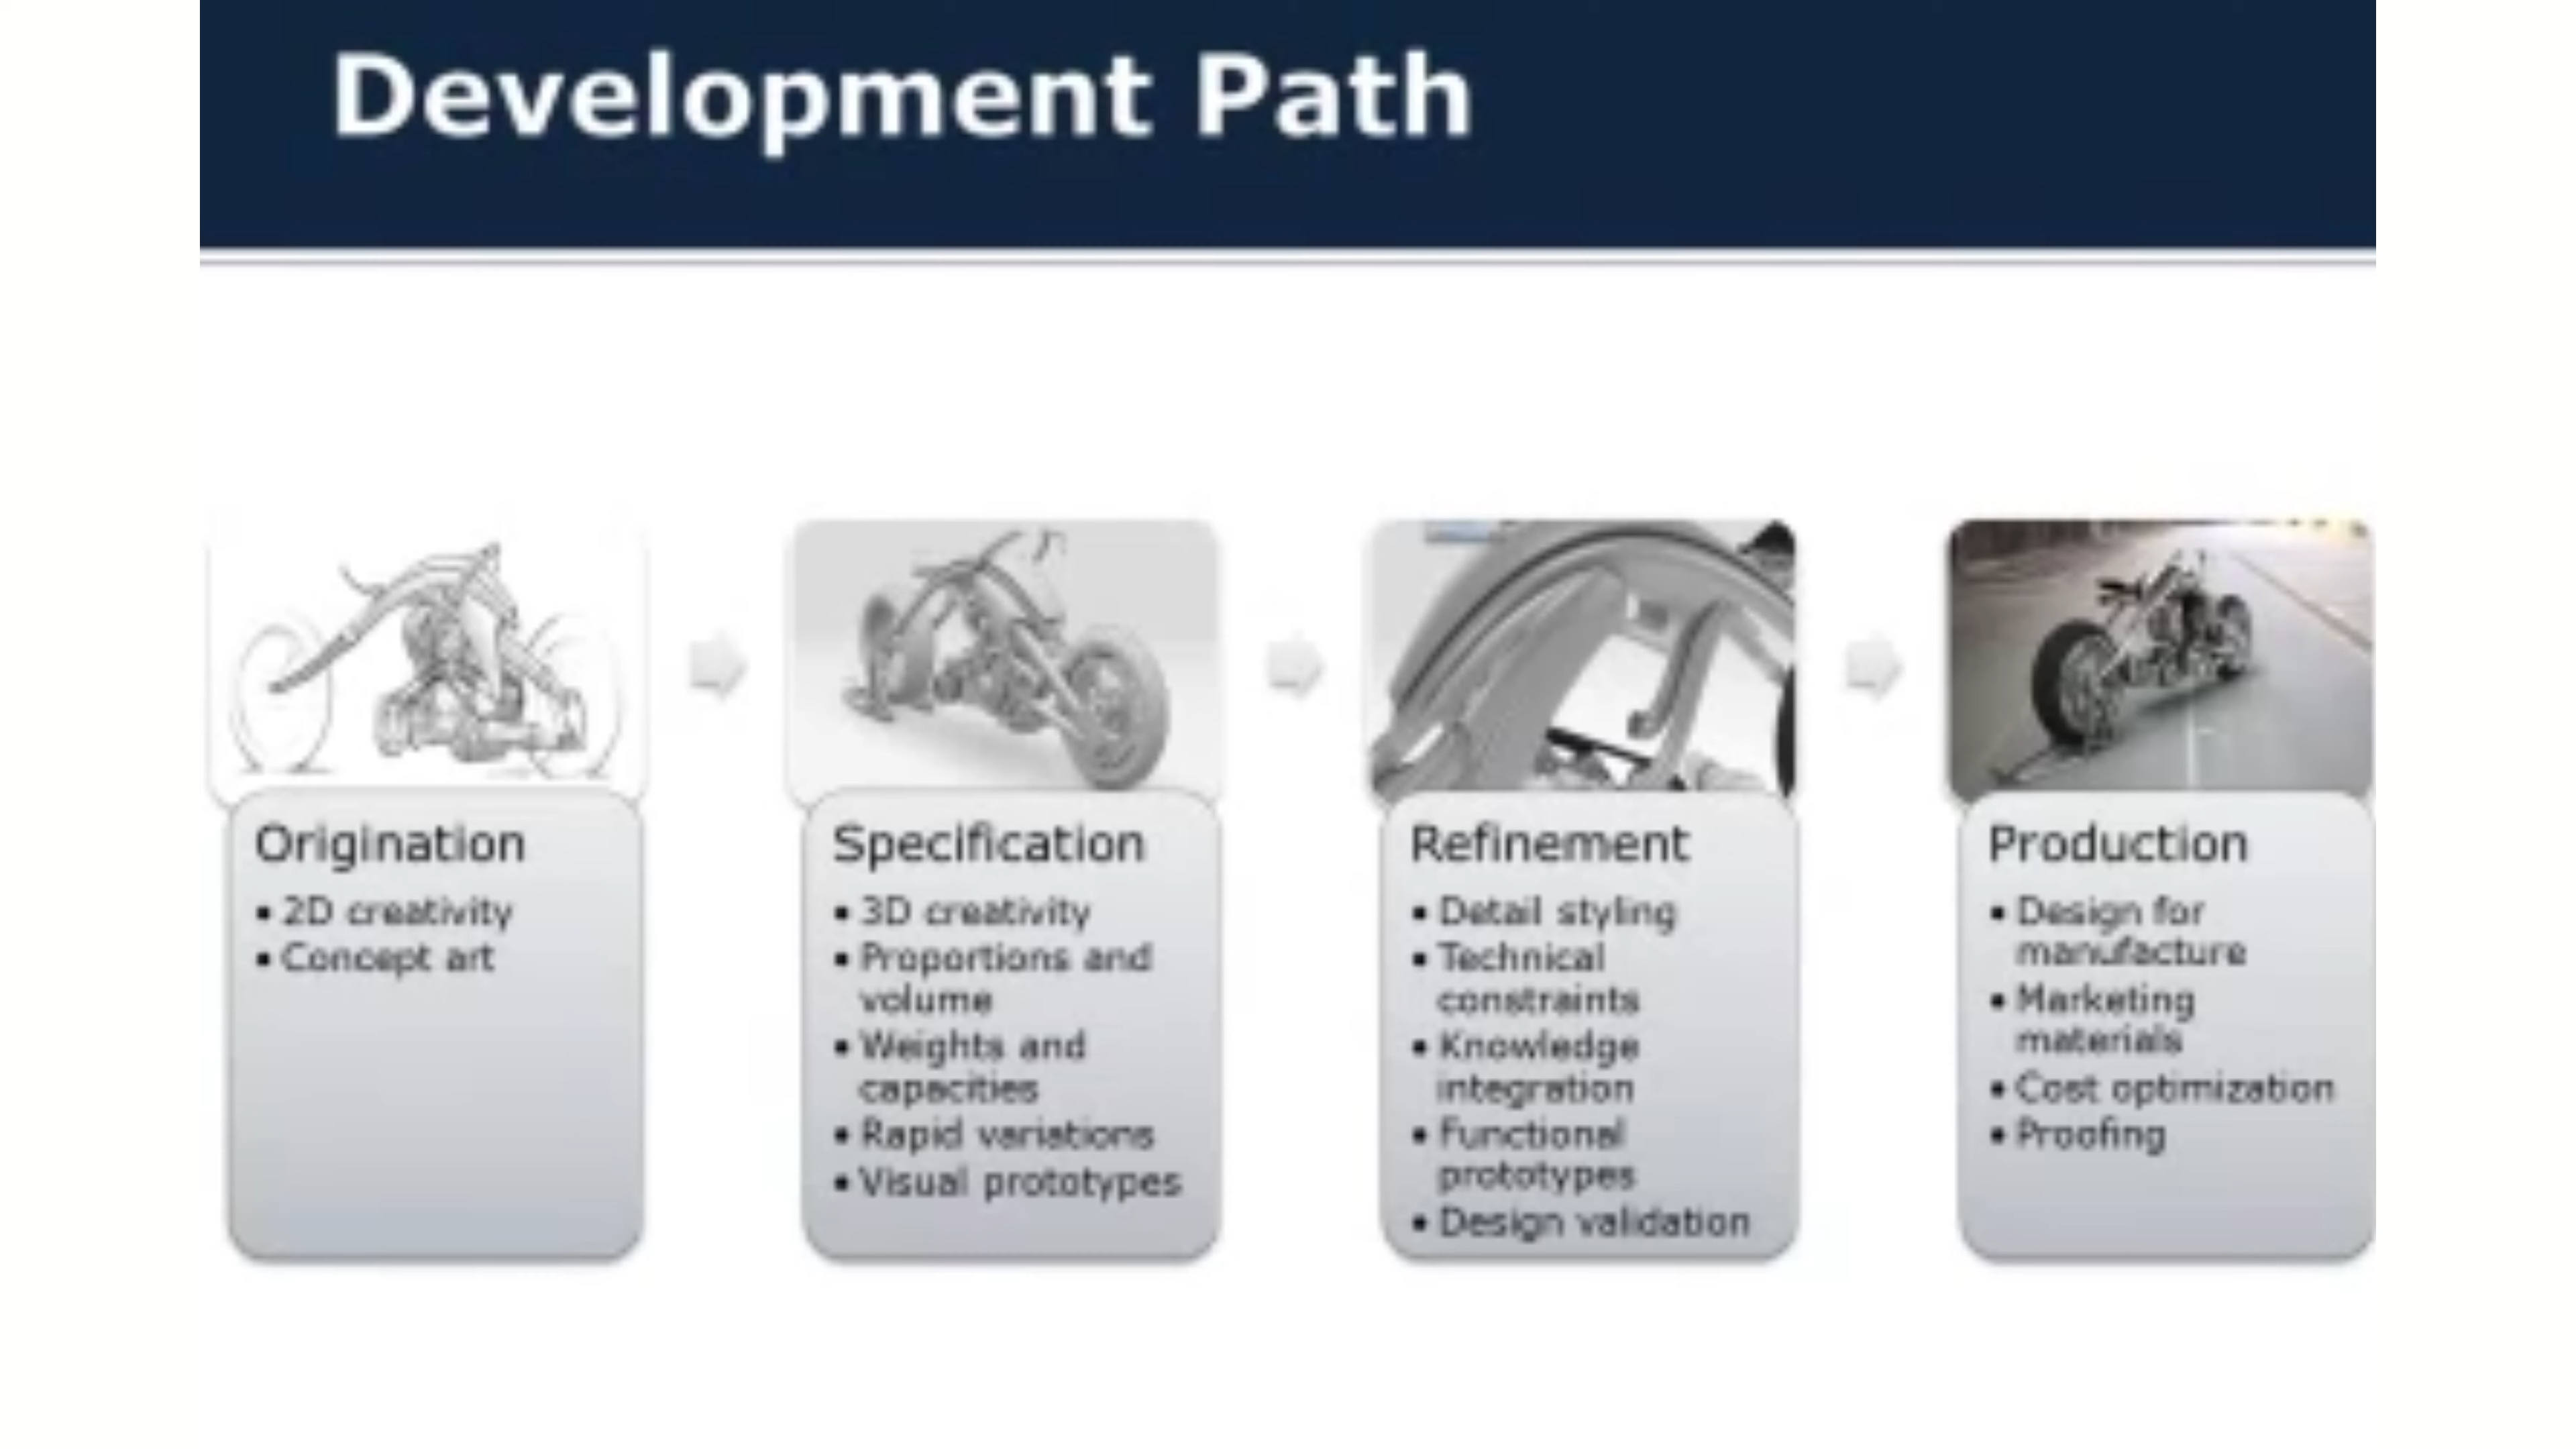 Development Path
Origination
• 2D creativity
• Concept art
Specification
• 3D creativity
• Proportions and
volume
• Weights and
capacities
• Rapid variations
• Visual prototypes
Refinement
• Detail styling
• Technical
constraints
• Knowledge
integration
• Functional
prototypes
• Design validation
Production
• Design for
manufacture
• Marketing
materials
• Cost optimization
• Proofing